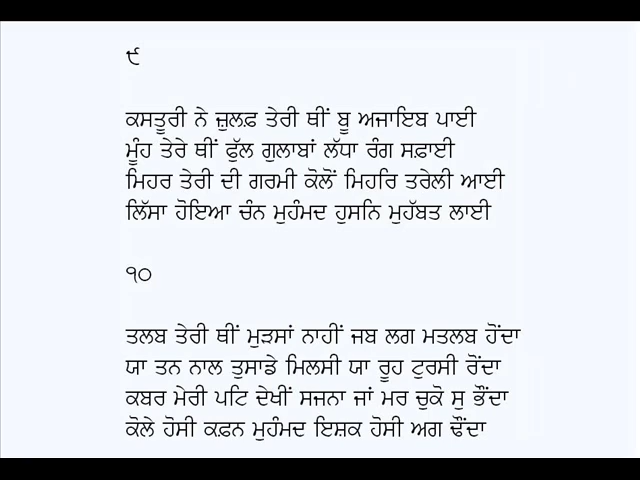 ੯
ਕਸਤੂਰੀ ਨੇ ਜ਼ੁਲਫ਼ ਤੇਰੀ ਥੀਂ ਬੂ ਅਜਾਇਬ ਪਾਈ
ਮੂੰਹ ਤੇਰੇ ਥੀਂ ਫੁੱਲ ਗੁਲਾਬਾਂ ਲੱਧਾ ਰੰਗ ਸਫ਼ਾਈ
ਮਿਹਰ ਤੇਰੀ ਦੀ ਗਰਮੀ ਕੋਲੋਂ ਮਿਹਰਿ ਤਰੇਲੀ ਆਈ
ਲਿੱਸਾ ਹੋਇਆ ਚੰਨ ਮੁਹੰਮਦ ਹੁਸਨਿ ਮੁਹੱਬਤ ਲਾਈ
੧੦
ਤਲਬ ਤੇਰੀ ਥੀਂ ਮੁੜਸਾਂ ਨਾਹੀਂ ਜਬ ਲਗ ਮਤਲਬ ਹੋਂਦਾ
ਯਾ ਤਨ ਨਾਲ ਤੁਸਾਡੇ ਮਿਲਸੀ ਯਾ ਰੂਹ ਟੁਰਸੀ ਰੋਂਦਾ
ਕਬਰ ਮੇਰੀ ਪਟਿ ਦੇਖੀਂ ਸਜਨਾ ਜਾਂ ਮਰ ਚੁਕੋ ਸੁ ਭੌਂਦਾ
ਕੋਲੇ ਹੋਸੀ ਕਫ਼ਨ ਮੁਹੰਮਦ ਇਸ਼ਕ ਹੋਸੀ ਅਗ ਢੌਂਦਾ